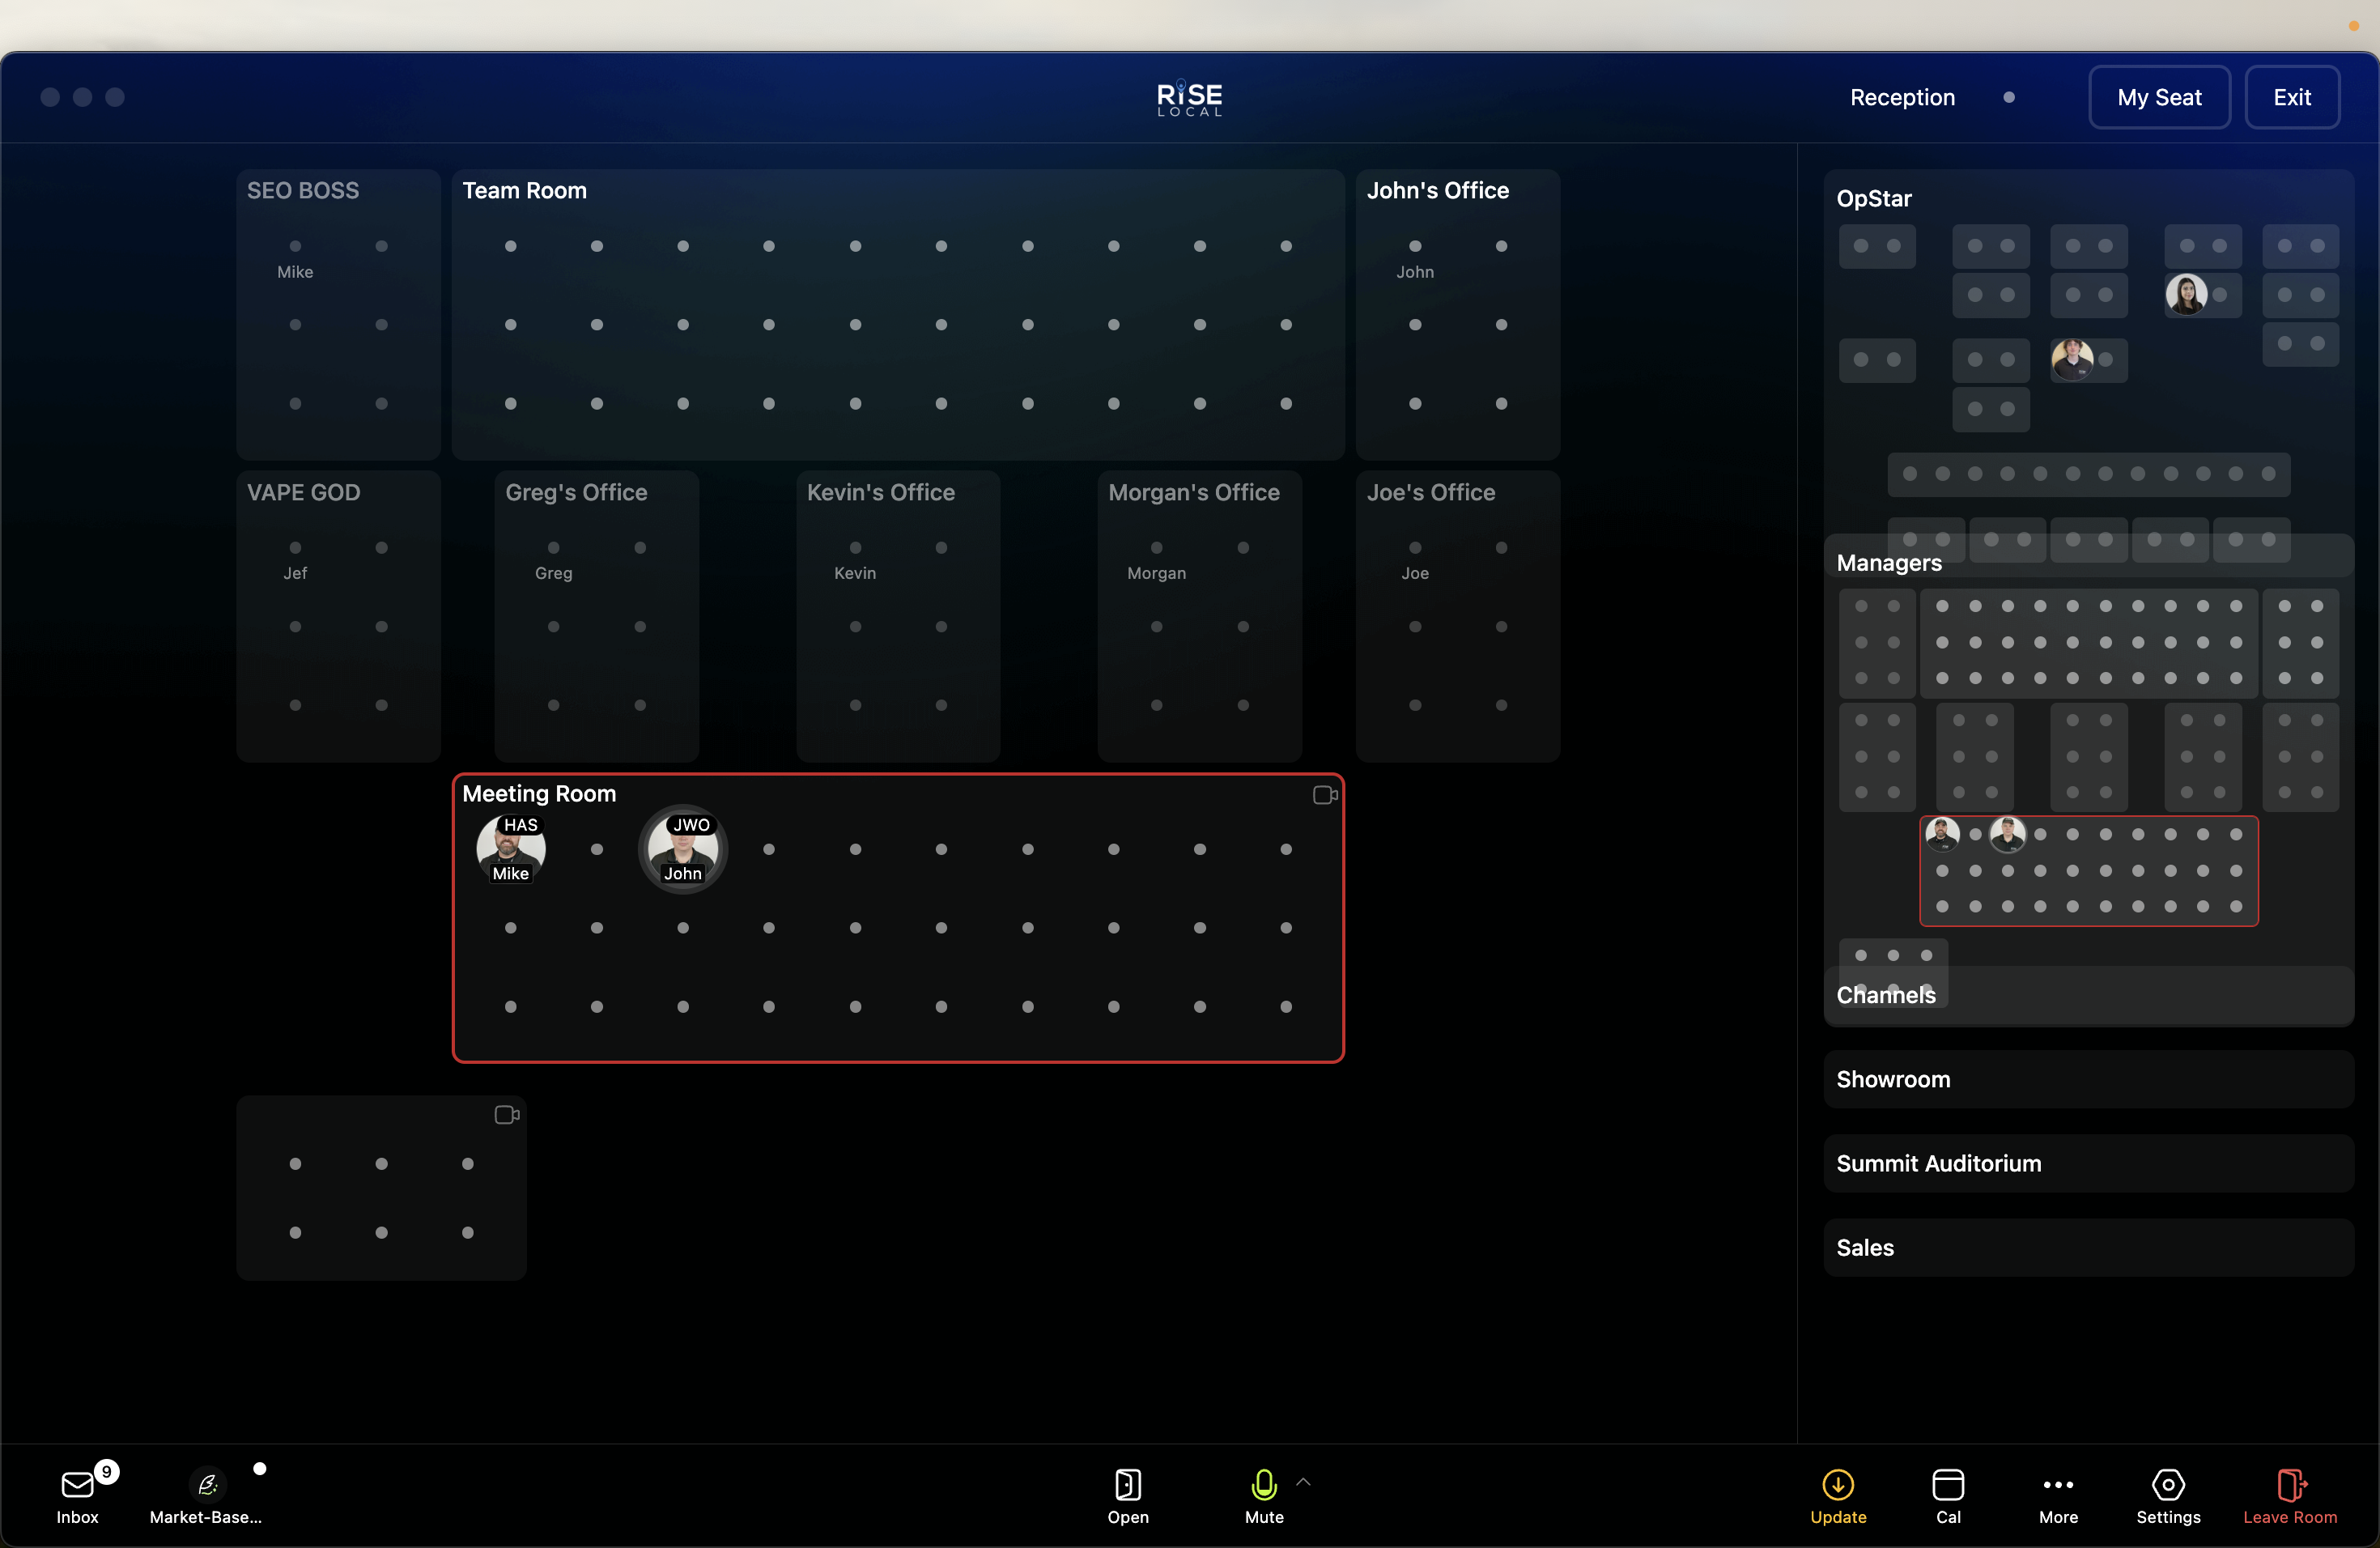 RISE
LOCAL
Reception
My Seat
Exit
SEO BOSS
Mike
Team Room
John's Office
John
VAPE GOD
Jef
Greg's Office
Greg
Kevin's Office
Kevin
Morgan's Office
Morgan
Joe's Office
Joe
Meeting Room
HAS
Mike
JWO
John
OpStar
Managers
Channels
Showroom
Summit Auditorium
Sales
9
Inbox
Market-Base...
Open
Mute
Update
Cal
More
Settings
Leave Room